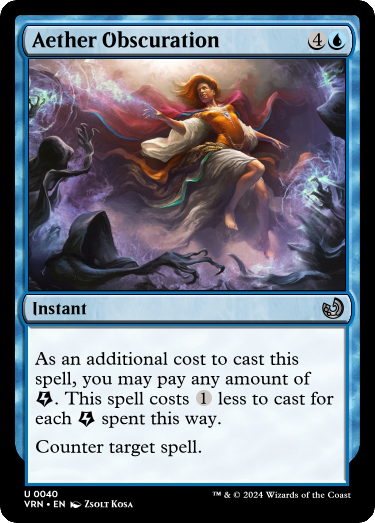 Aether Obscuration 4
Instant
As an additional cost to cast this
spell, you may pay any amount of
. This spell costs 1 less to cast for
each spent this way.
Counter target spell.
U 0040
VRN • EN Zsolt Kosa
™ & © 2024 Wizards of the Coast